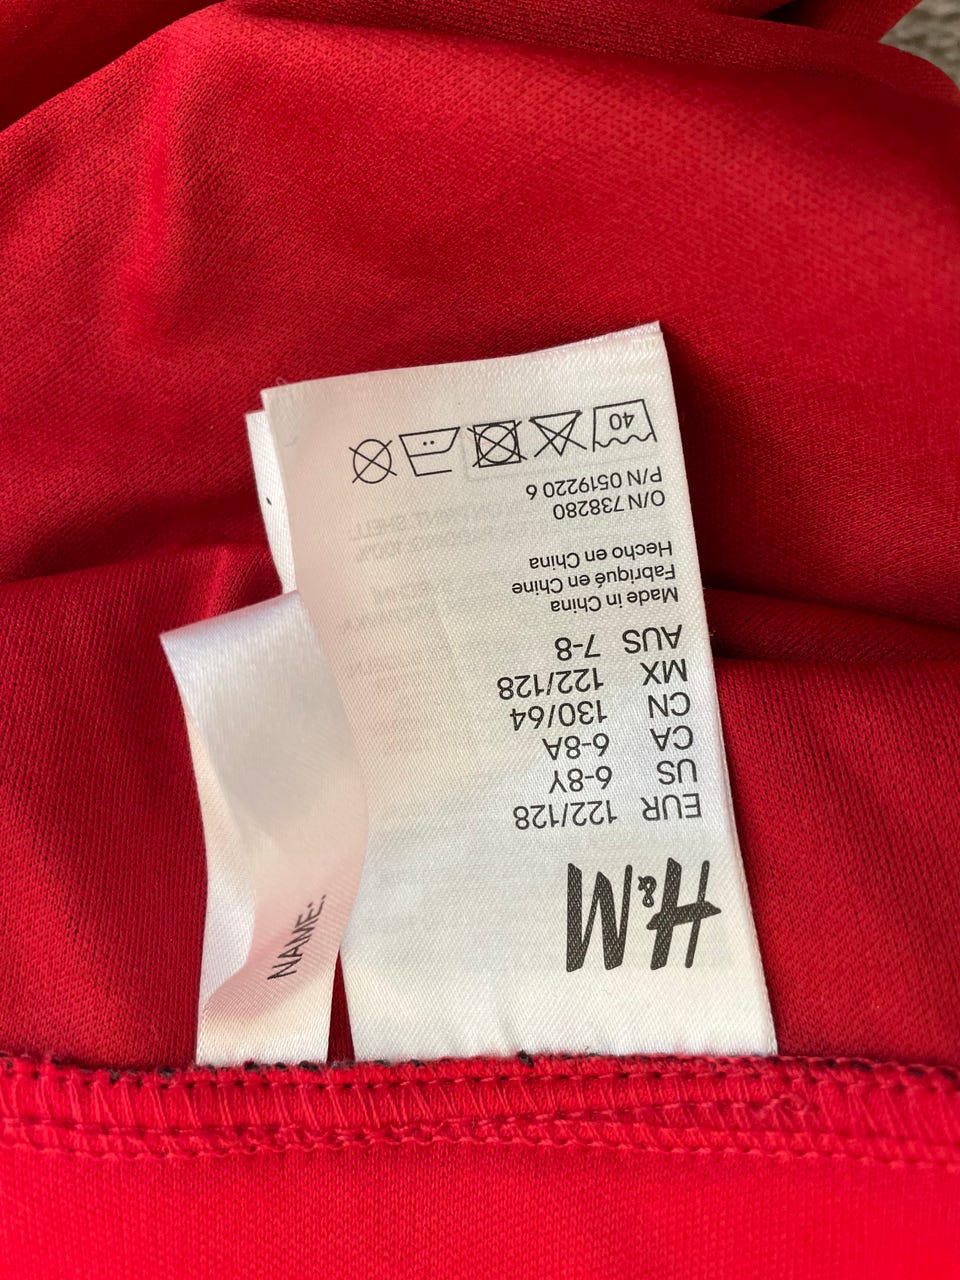 H&M
EUR 122/128
US 6-8Y
CA 6-8A
CN 130/64
MX 122/128
AUS 7-8
Made in China
Fabriqué en Chine
Hecho en China
O/N 738280
P/N 0519220 6
40
NAME: